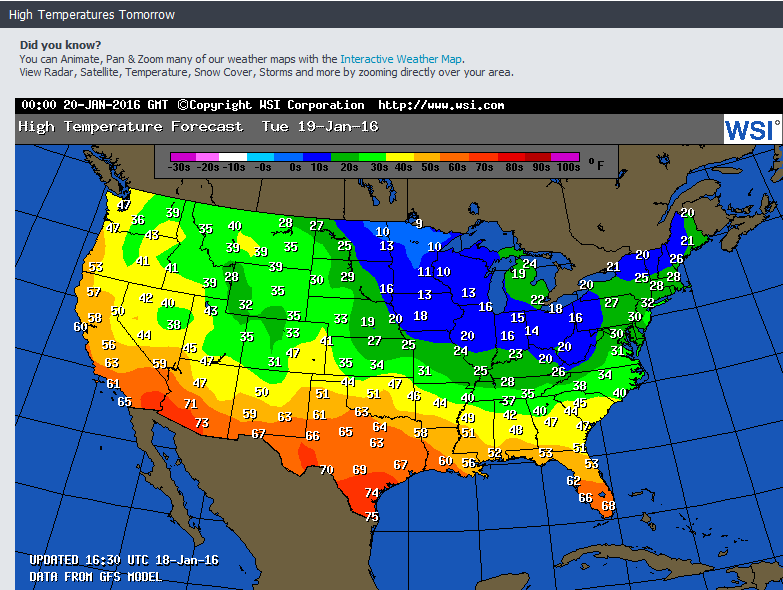 High Temperatures Tomorrow
Did you know?
You can Animate, Pan & Zoom many of our weather maps with the Interactive Weather Map.
View Radar, Satellite, Temperature, Snow Cover, Storms and more by zooming directly over your area.
00:00 20-JAN-2016 GMT ©Copyright WSI Corporation http://www.wsi.com
High Temperature Forecast Tue 19-Jan-16
WSI
-30s -20s -10s -0s 0s 10s 20s 30s 40s 50s 60s 70s 80s 90s 100s °F
47 36 39 28 27 10 9 20
47 43 35 40 25 13 10 21
39 39 35 20 26
53 41 41 39 11 10 24 19 21 25 28
39 28 30 29 16 13 13 20 28
57 42 40 35 22 32
58 50 43 32 16 18 27
60 38 35 33 19 20 18 15 16 30
56 44 35 33 41 27 25 20 16 14 30
45 47 24 23 20 20 31
63 59 47 31 35 34 31 25 26 34
61 47 50 44 47 28 38
65 71 51 51 46 44 40 37 35 40
73 59 63 61 63 49 42 40 44 45
67 66 65 64 58 51 48 47 47
63 52 53 51
70 69 67 60 56 53
74 62
75 66 68
UPDATED 16:30 UTC 18-Jan-16
DATA FROM GFS MODEL